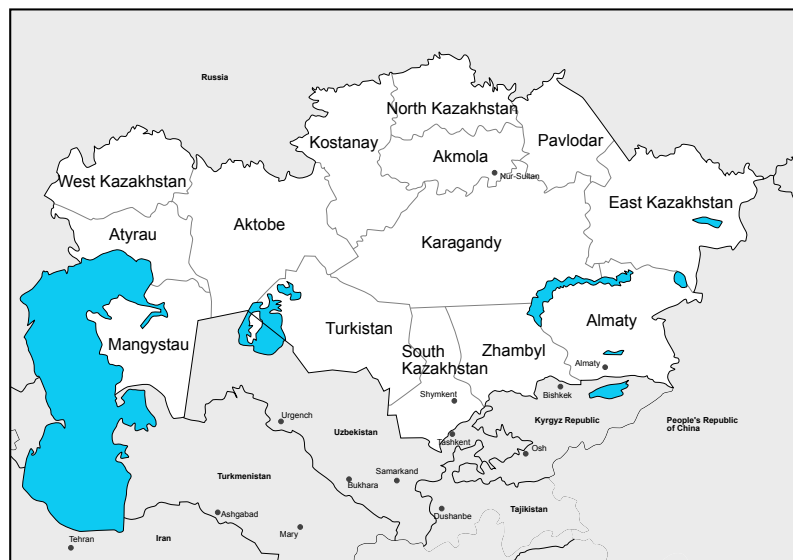 Russia
North Kazakhstan
Kostanay
Pavlodar
Akmola
Nur-Sultan
West Kazakhstan
East Kazakhstan
Aktobe
Atyrau
Karagandy
Almaty
Turkistan
Mangystau
South
Kazakhstan
Zhambyl
Almaty
Bishkek
Shymkent
Urgench
Kyrgyz Republic
People's Republic
of China
Uzbekistan
Tashkent
Osh
Turkmenistan
Samarkand
Bukhara
Ashgabad
Dushanbe
Tajikistan
Mary
Iran
Tehran